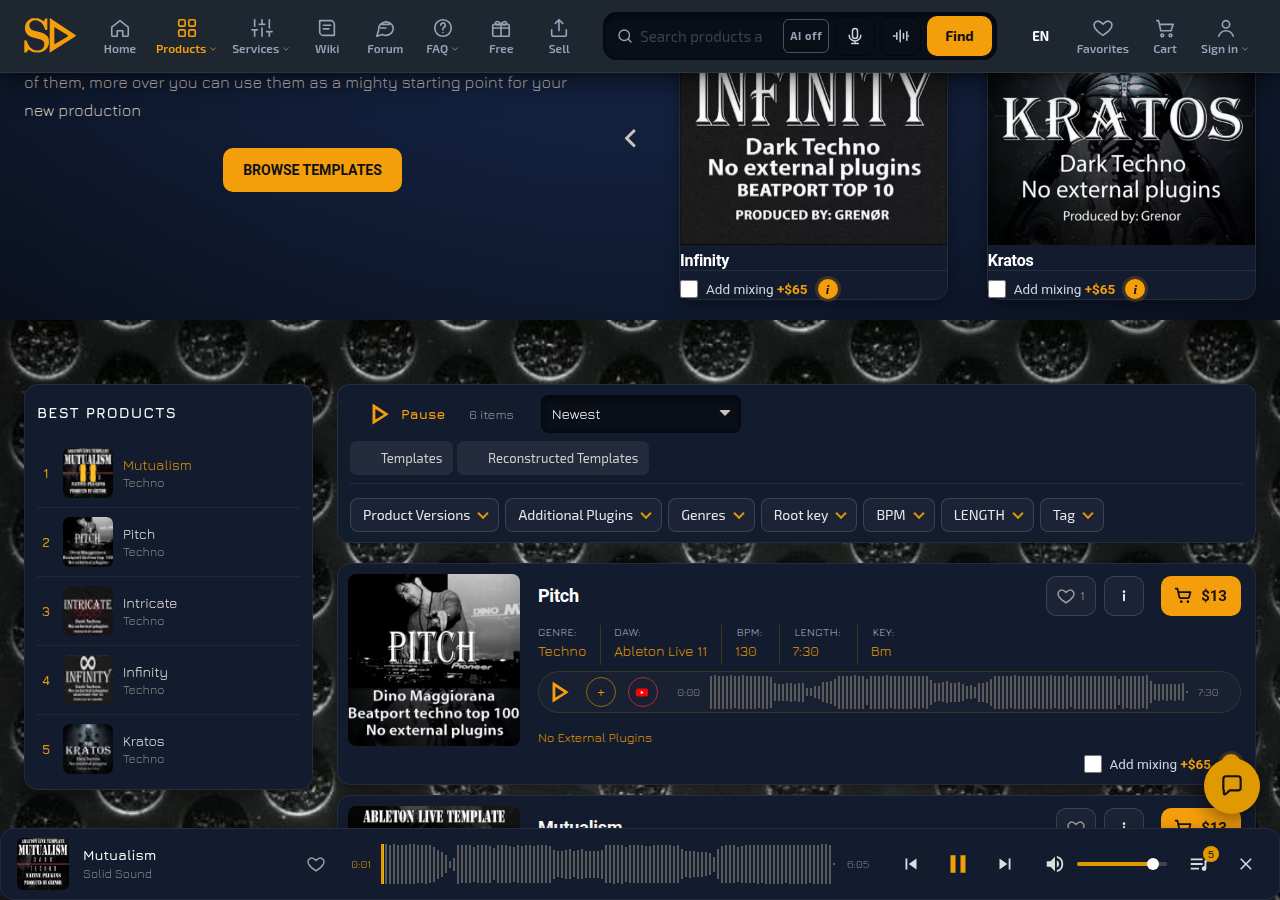 SD
Home
Products
Services
Wiki
Forum
FAQ
Free
Sell
Search products a
AI off
Find
EN
Favorites
Cart
Sign in
of them, more over you can use them as a mighty starting point for your
new production
BROWSE TEMPLATES
INFINITY
Dark Techno
No external plugins
BEATPORT TOP 10
PRODUCED BY: GRENØR
Infinity
Add mixing +$65
i
KRATOS
Dark Techno
No external plugins
Produced by: Grenor
Kratos
Add mixing +$65
i
BEST PRODUCTS
1
Mutualism
Techno
2
Pitch
Techno
3
Intricate
Techno
4
Infinity
Techno
5
Kratos
Techno
Pause
6 items
Newest
Templates
Reconstructed Templates
Product Versions
Additional Plugins
Genres
Root key
BPM
LENGTH
Tag
PITCH
Pioneer
Dino Maggiorana
Beatport techno top 100
No external plugins
Pitch
1
i
$13
GENRE:
Techno
DAW:
Ableton Live 11
BPM:
130
LENGTH:
7:30
KEY:
Bm
+
0:00
7:30
No External Plugins
Add mixing +$65
ABLETON LIVE TEMPLATE
Mutualism
i
$13
MUTUALISM
Mutualism
Solid Sound
0:01
6:05
5